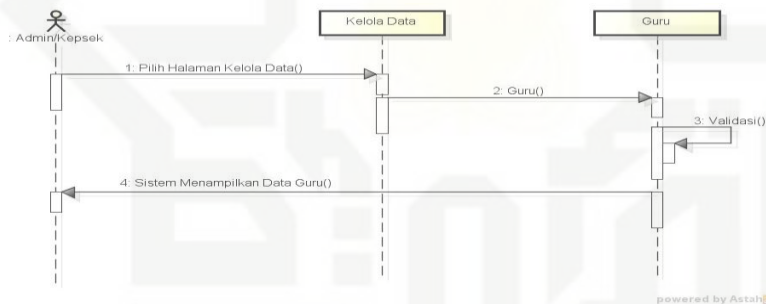 Kelola Data
Guru
: Admin/Kepsek
1: Pilih Halaman Kelola Data()
2: Guru()
3: Validasi()
4: Sistem Menampilkan Data Guru()
powered by Astah